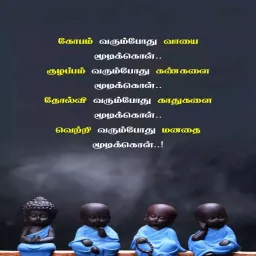 கோபம் வரும்போது வாயை
மூடிக்கொள்..
குழப்பம் வரும்போது கண்களை
மூடிக்கொள்..
தோல்வி வரும்போது காதுகளை
மூடிக்கொள்..
வெற்றி வரும்போது மனதை
மூடிக்கொள்..!